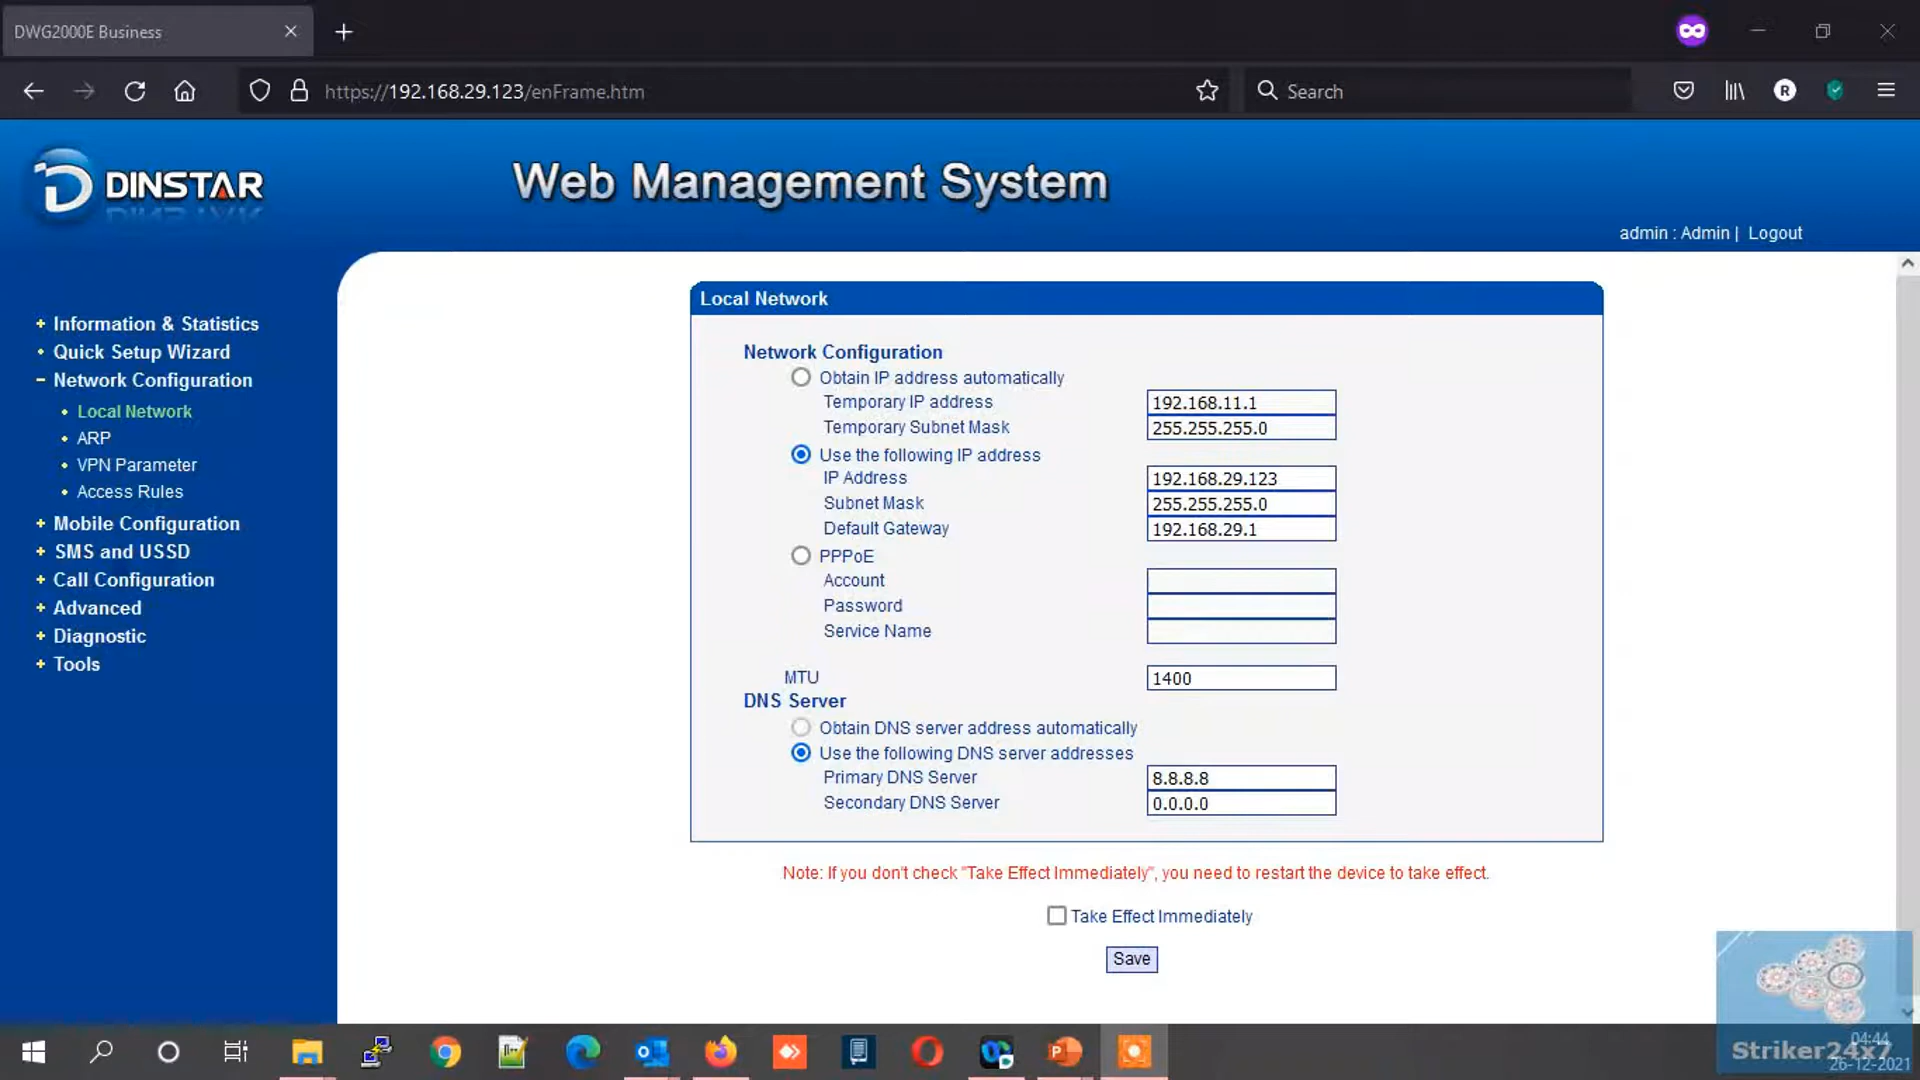 DWG2000E Business
https://192.168.29.123/enFrame.htm
Search
DINSTAR
Web Management System
admin : Admin | Logout
Information & Statistics
Quick Setup Wizard
Network Configuration
Local Network
ARP
VPN Parameter
Access Rules
Mobile Configuration
SMS and USSD
Call Configuration
Advanced
Diagnostic
Tools
Local Network
Network Configuration
Obtain IP address automatically
Temporary IP address 192.168.11.1
Temporary Subnet Mask 255.255.255.0
Use the following IP address
IP Address 192.168.29.123
Subnet Mask 255.255.255.0
Default Gateway 192.168.29.1
PPPoE
Account
Password
Service Name
MTU 1400
DNS Server
Obtain DNS server address automatically
Use the following DNS server addresses
Primary DNS Server 8.8.8.8
Secondary DNS Server 0.0.0.0
Note: If you don't check "Take Effect Immediately", you need to restart the device to take effect.
Take Effect Immediately
Save
04:44
Striker24x7
26-12-2021